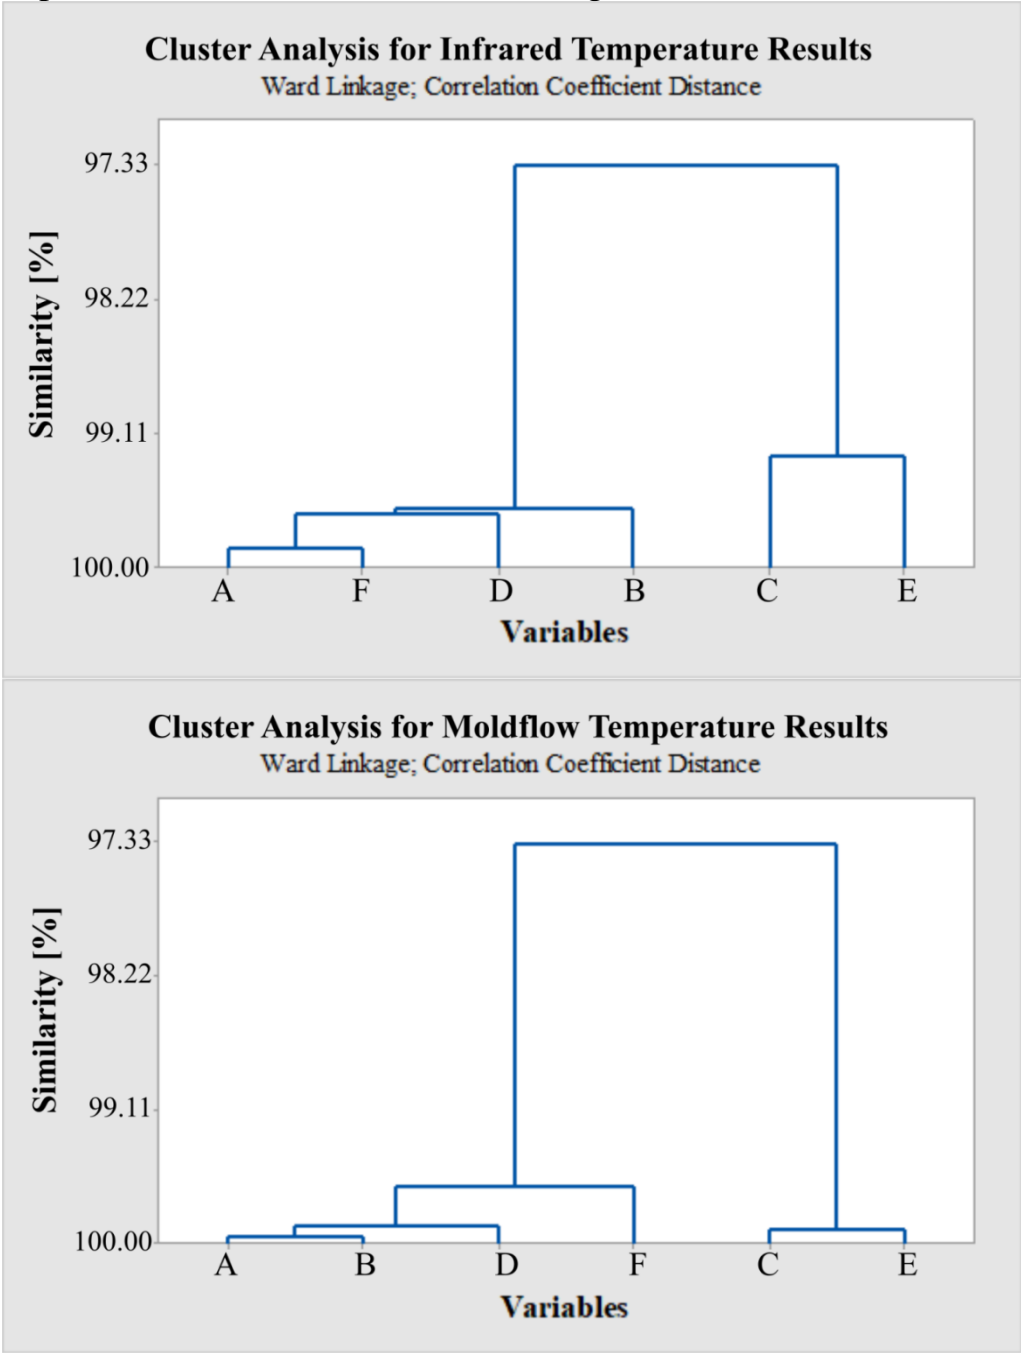 Cluster Analysis for Infrared Temperature Results
Ward Linkage; Correlation Coefficient Distance
97.33
98.22
99.11
100.00
Similarity [%]
A F D B C E
Variables
Cluster Analysis for Moldflow Temperature Results
Ward Linkage; Correlation Coefficient Distance
97.33
98.22
99.11
100.00
Similarity [%]
A B D F C E
Variables